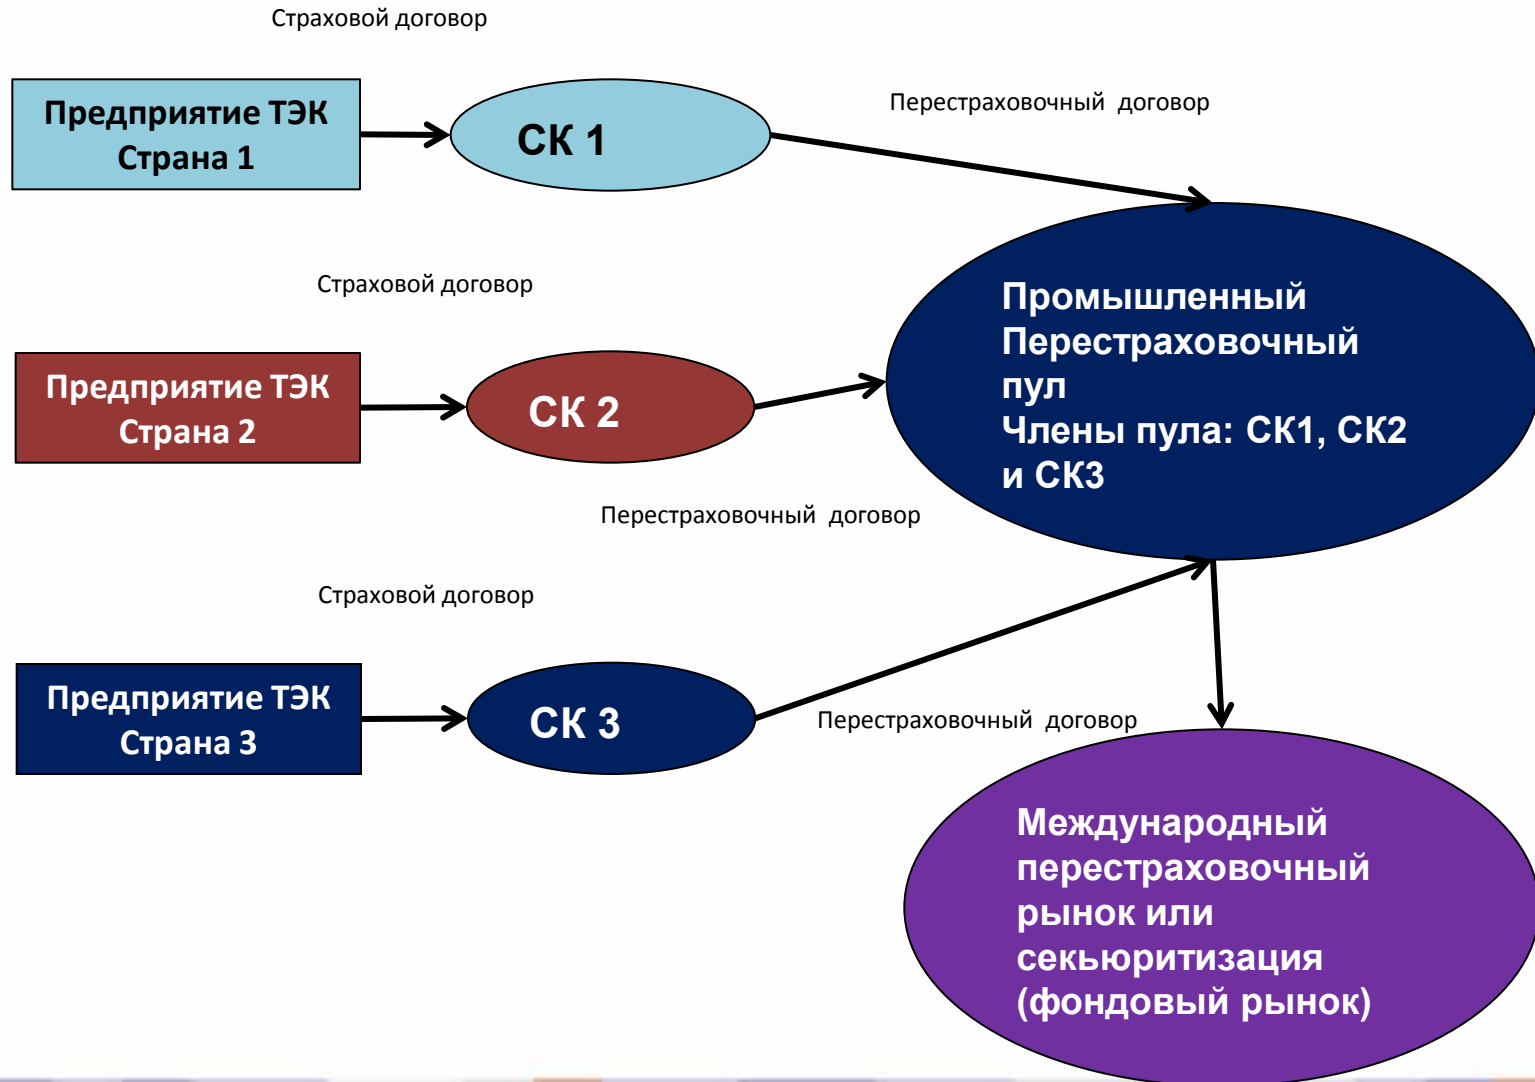 Страховой договор
Предприятие ТЭК
Страна 1
СК 1
Перестраховочный договор
Страховой договор
Предприятие ТЭК
Страна 2
СК 2
Промышленный
Перестраховочный
пул
Члены пула: СК1, СК2
и СК3
Перестраховочный договор
Страховой договор
Предприятие ТЭК
Страна 3
СК 3
Перестраховочный договор
Международный
перестраховочный
рынок или
секьюритизация
(фондовый рынок)